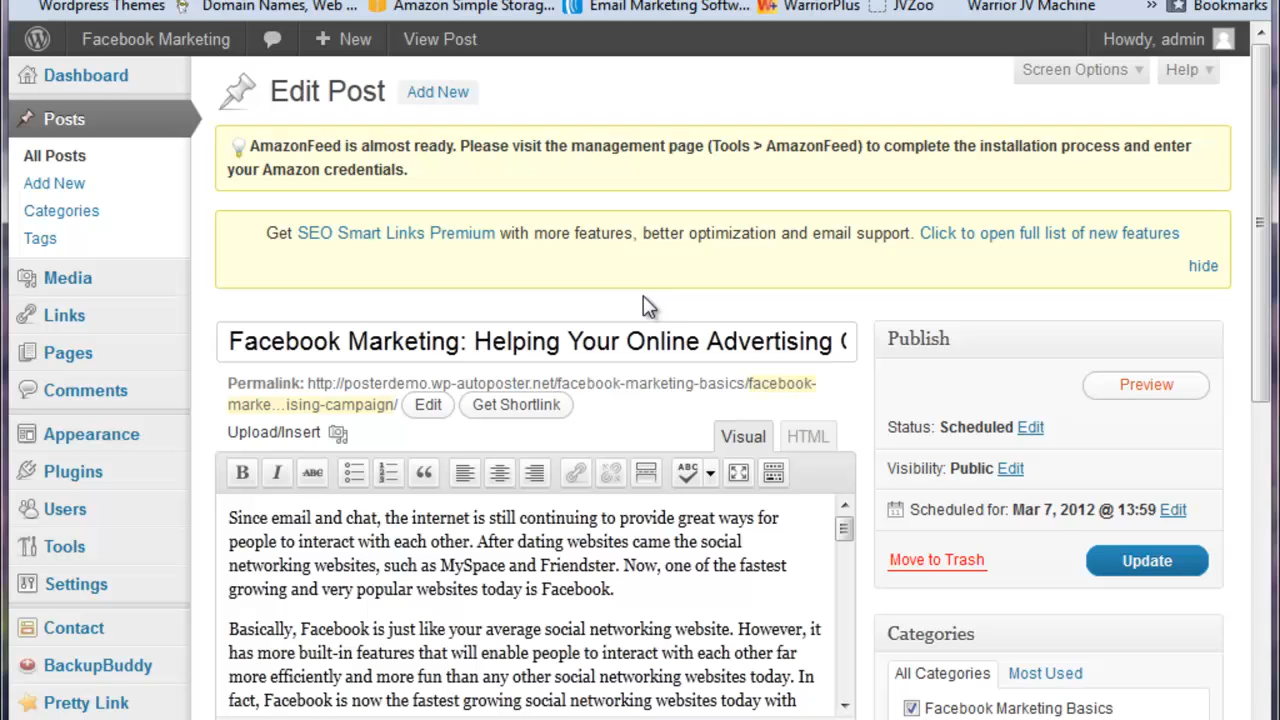 Wordpress Themes Domain Names, Web ... Amazon Simple Storag... Email Marketing Softw... WarriorPlus JVZoo Warrior JV Machine » Bookmarks
Facebook Marketing New View Post Howdy, admin
Screen Options Help
Dashboard
Posts
All Posts
Add New
Categories
Tags
Media
Links
Pages
Comments
Appearance
Plugins
Users
Tools
Settings
Contact
BackupBuddy
Pretty Link
Edit Post Add New
AmazonFeed is almost ready. Please visit the management page (Tools > AmazonFeed) to complete the installation process and enter
your Amazon credentials.
Get SEO Smart Links Premium with more features, better optimization and email support. Click to open full list of new features
hide
Facebook Marketing: Helping Your Online Advertising
Permalink: http://posterdemo.wp-autoposter.net/facebook-marketing-basics/facebook-
marke...ising-campaign/ Edit Get Shortlink
Upload/Insert
Visual HTML
B I ABC ABC
Since email and chat, the internet is still continuing to provide great ways for
people to interact with each other. After dating websites came the social
networking websites, such as MySpace and Friendster. Now, one of the fastest
growing and very popular websites today is Facebook.
Basically, Facebook is just like your average social networking website. However, it
has more built-in features that will enable people to interact with each other far
more efficiently and more fun than any other social networking websites today. In
fact, Facebook is now the fastest growing social networking websites today with
Publish
Preview
Status: Scheduled Edit
Visibility: Public Edit
Scheduled for: Mar 7, 2012 @ 13:59 Edit
Move to Trash Update
Categories
All Categories Most Used
Facebook Marketing Basics